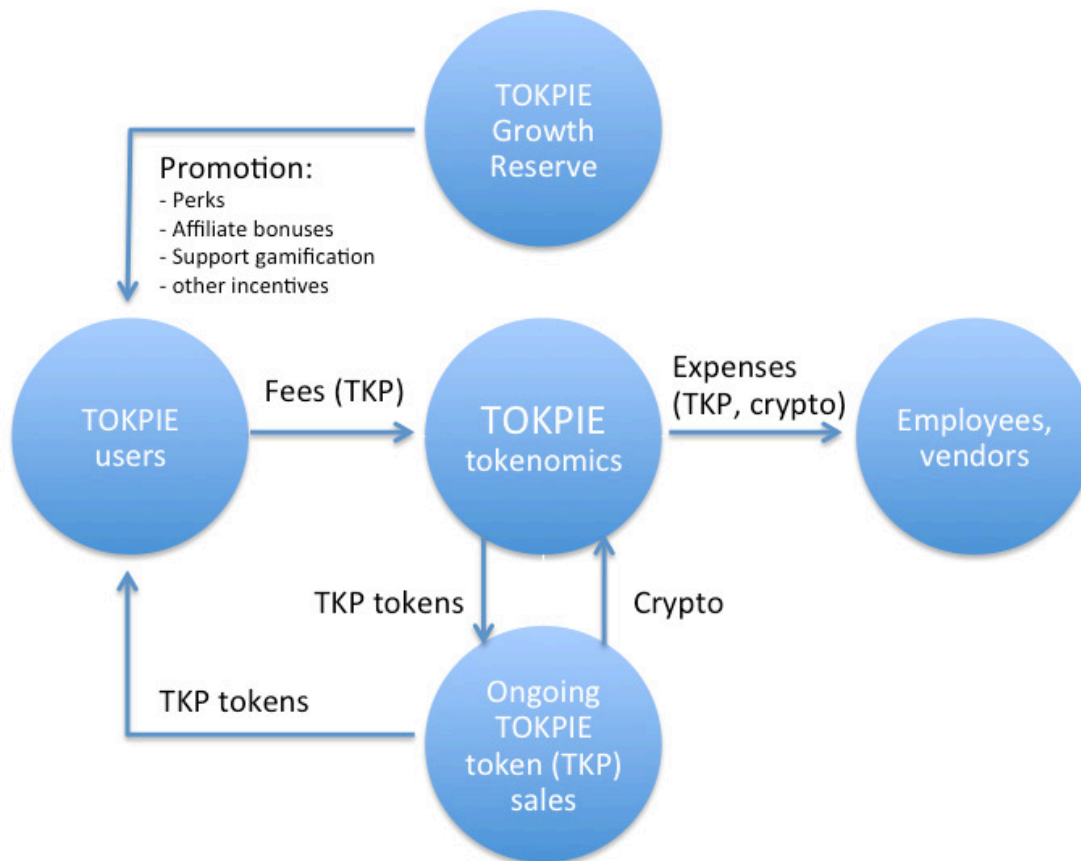 TOKPIE
Growth
Reserve
Promotion:
- Perks
- Affiliate bonuses
- Support gamification
- other incentives
TOKPIE
users
Fees (TKP)
TOKPIE
tokenomics
Expenses
(TKP, crypto)
Employees,
vendors
TKP tokens
Crypto
TKP tokens
Ongoing
TOKPIE
token (TKP)
sales